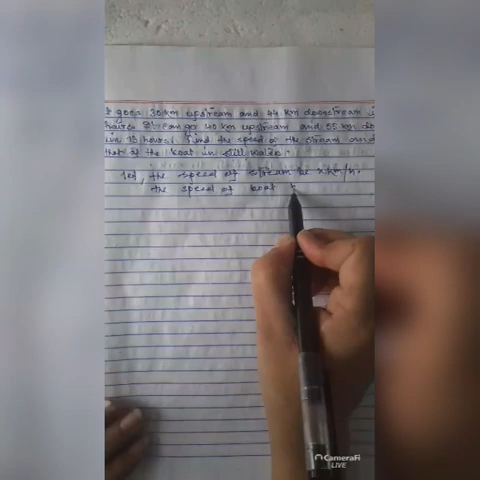 goes 30 km upstream and 44 km downstream i
hours. It can go 40 km upstream and 55 km do
in 13 hours. Find the speed of the stream and
that of the boat in still water.
let, the speed of stream be x km/h.
the speed of boat
CameraFi
LIVE